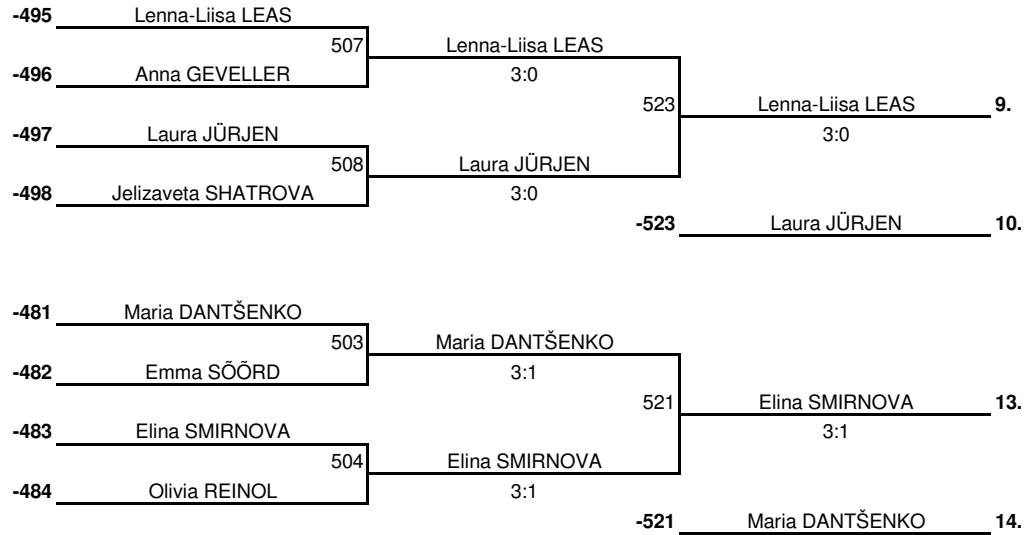 -495 Lenna-Liisa LEAS
507 Lenna-Liisa LEAS
-496 Anna GEVELLER 3:0
523 Lenna-Liisa LEAS 9.
-497 Laura JÜRJEN 3:0
508 Laura JÜRJEN
-498 Jelizaveta SHATROVA 3:0
-523 Laura JÜRJEN 10.
-481 Maria DANTŠENKO
503 Maria DANTŠENKO
-482 Emma SÕÕRD 3:1
521 Elina SMIRNOVA 13.
-483 Elina SMIRNOVA 3:1
504 Elina SMIRNOVA
-484 Olivia REINOL 3:1
-521 Maria DANTŠENKO 14.